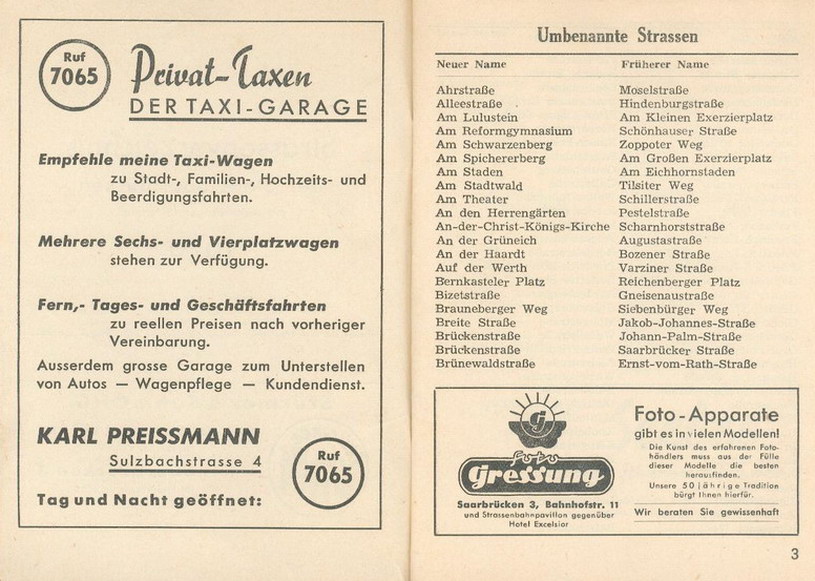 Ruf
7065
Privat-Taxen
DER TAXI-GARAGE
Empfehle meine Taxi-Wagen
zu Stadt-, Familien-, Hochzeits- und
Beerdigungsfahrten.
Mehrere Sechs- und Vierplatzwagen
stehen zur Verfügung.
Fern,- Tages- und Geschäftsfahrten
zu reellen Preisen nach vorheriger
Vereinbarung.
Ausserdem grosse Garage zum Unterstellen
von Autos — Wagenpflege — Kundendienst.
KARL PREISSMANN
Sulzbachstrasse 4
Ruf
7065
Tag und Nacht geöffnet:
Umbenannte Strassen
Neuer Name Früherer Name
Ahrstraße Moselstraße
Alleestraße Hindenburgstraße
Am Lulustein Am Kleinen Exerzierplatz
Am Reformgymnasium Schönhauser Straße
Am Schwarzenberg Zoppoter Weg
Am Spichererberg Am Großen Exerzierplatz
Am Staden Am Eichhornstaden
Am Stadtwald Tilsiter Weg
Am Theater Schillerstraße
An den Herrengärten Pestelstraße
An-der-Christ-Königs-Kirche Scharnhorststraße
An der Grüneich Augustastraße
An der Haardt Bozener Straße
Auf der Werth Varziner Straße
Bernkasteler Platz Reichenberger Platz
Bizetstraße Gneisenaustraße
Brauneberger Weg Siebenbürger Weg
Breite Straße Jakob-Johannes-Straße
Brückenstraße Johann-Palm-Straße
Brückenstraße Saarbrücker Straße
Brünewaldstraße Ernst-vom-Rath-Straße
G
foto
Gressung
Saarbrücken 3, Bahnhofstr. 11
und Strassenbahnpavillon gegenüber
Hotel Excelsior
Foto-Apparate
gibt es in vielen Modellen!
Die Kunst des erfahrenen Foto-
händlers muss aus der Fülle
dieser Modelle die besten
herausfinden.
Unsere 50 jährige Tradition
bürgt Ihnen hierfür.
Wir beraten Sie gewissenhaft
3